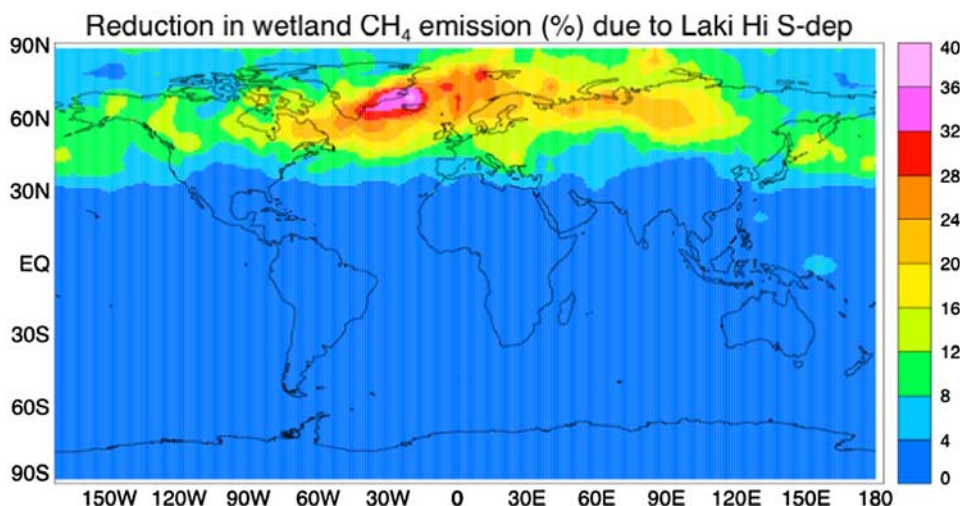 Reduction in wetland CH₄ emission (%) due to Laki Hi S-dep
90N
60N
30N
EQ
30S
60S
90S
150W 120W 90W 60W 30W 0 30E 60E 90E 120E 150E 180
40
36
32
28
24
20
16
12
8
4
0